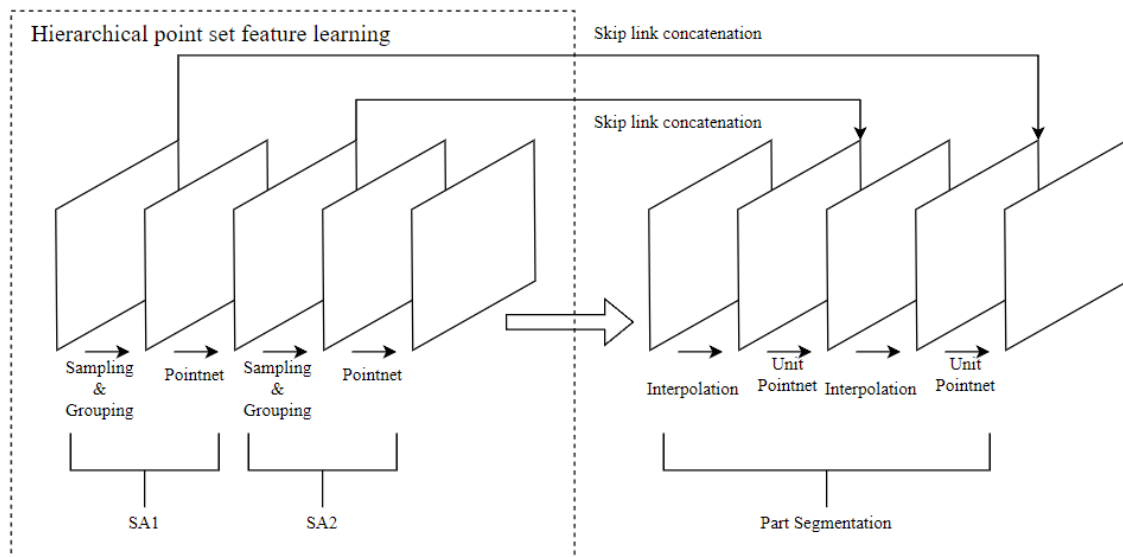 Hierarchical point set feature learning
Skip link concatenation
Skip link concatenation
Sampling
&
Grouping
Pointnet
Sampling
&
Grouping
Pointnet
Interpolation
Unit
Pointnet
Interpolation
Unit
Pointnet
SA1
SA2
Part Segmentation